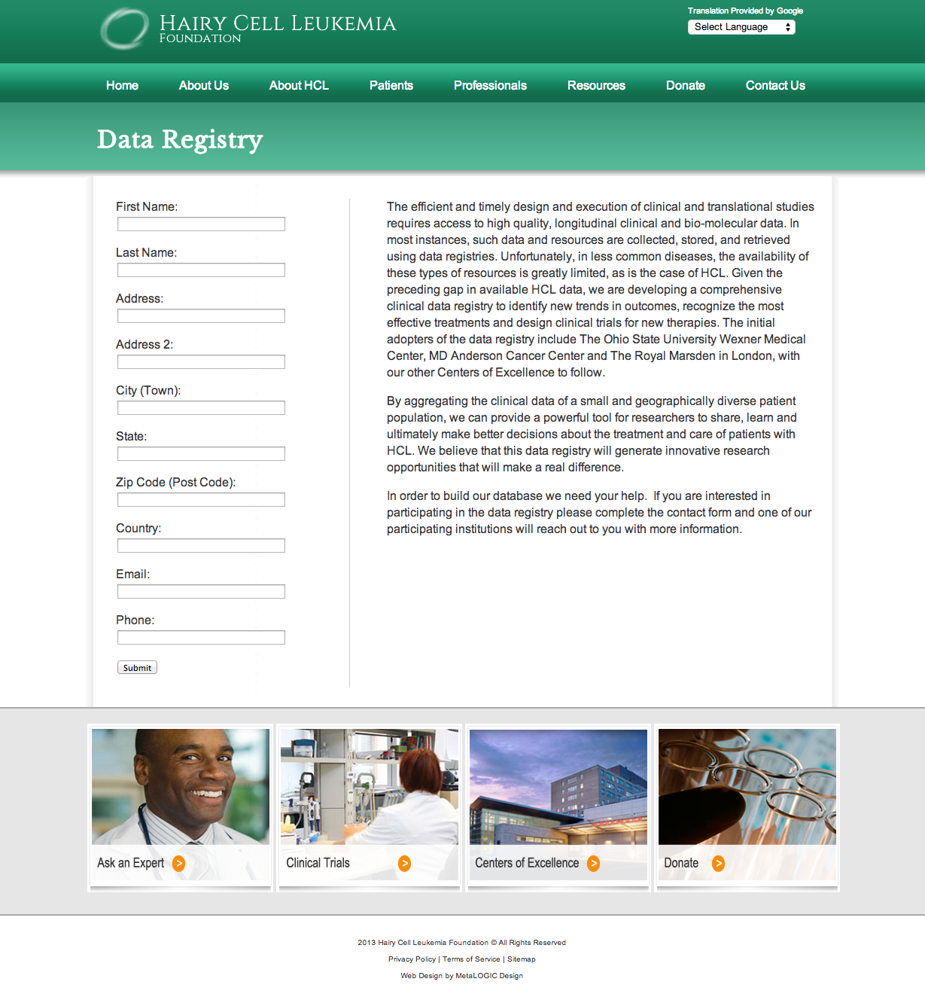 Hairy Cell Leukemia
Foundation
Translation Provided by Google
Select Language
Home About Us About HCL Patients Professionals Resources Donate Contact Us
Data Registry
First Name:
Last Name:
Address:
Address 2:
City (Town):
State:
Zip Code (Post Code):
Country:
Email:
Phone:
Submit
The efficient and timely design and execution of clinical and translational studies
requires access to high quality, longitudinal clinical and bio-molecular data. In
most instances, such data and resources are collected, stored, and retrieved
using data registries. Unfortunately, in less common diseases, the availability of
these types of resources is greatly limited, as is the case of HCL. Given the
preceding gap in available HCL data, we are developing a comprehensive
clinical data registry to identify new trends in outcomes, recognize the most
effective treatments and design clinical trials for new therapies. The initial
adopters of the data registry include The Ohio State University Wexner Medical
Center, MD Anderson Cancer Center and The Royal Marsden in London, with
our other Centers of Excellence to follow.
By aggregating the clinical data of a small and geographically diverse patient
population, we can provide a powerful tool for researchers to share, learn and
ultimately make better decisions about the treatment and care of patients with
HCL. We believe that this data registry will generate innovative research
opportunities that will make a real difference.
In order to build our database we need your help.  If you are interested in
participating in the data registry please complete the contact form and one of our
participating institutions will reach out to you with more information.
Ask an Expert >
Clinical Trials >
Centers of Excellence >
Donate >
2013 Hairy Cell Leukemia Foundation © All Rights Reserved
Privacy Policy | Terms of Service | Sitemap
Web Design by MetaLOGIC Design